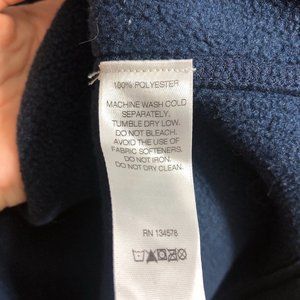 100% POLYESTER
MACHINE WASH COLD
SEPARATELY,
TUMBLE DRY LOW.
DO NOT BLEACH.
AVOID THE USE OF
FABRIC SOFTENERS.
DO NOT IRON.
DO NOT DRY CLEAN.
RN 134578